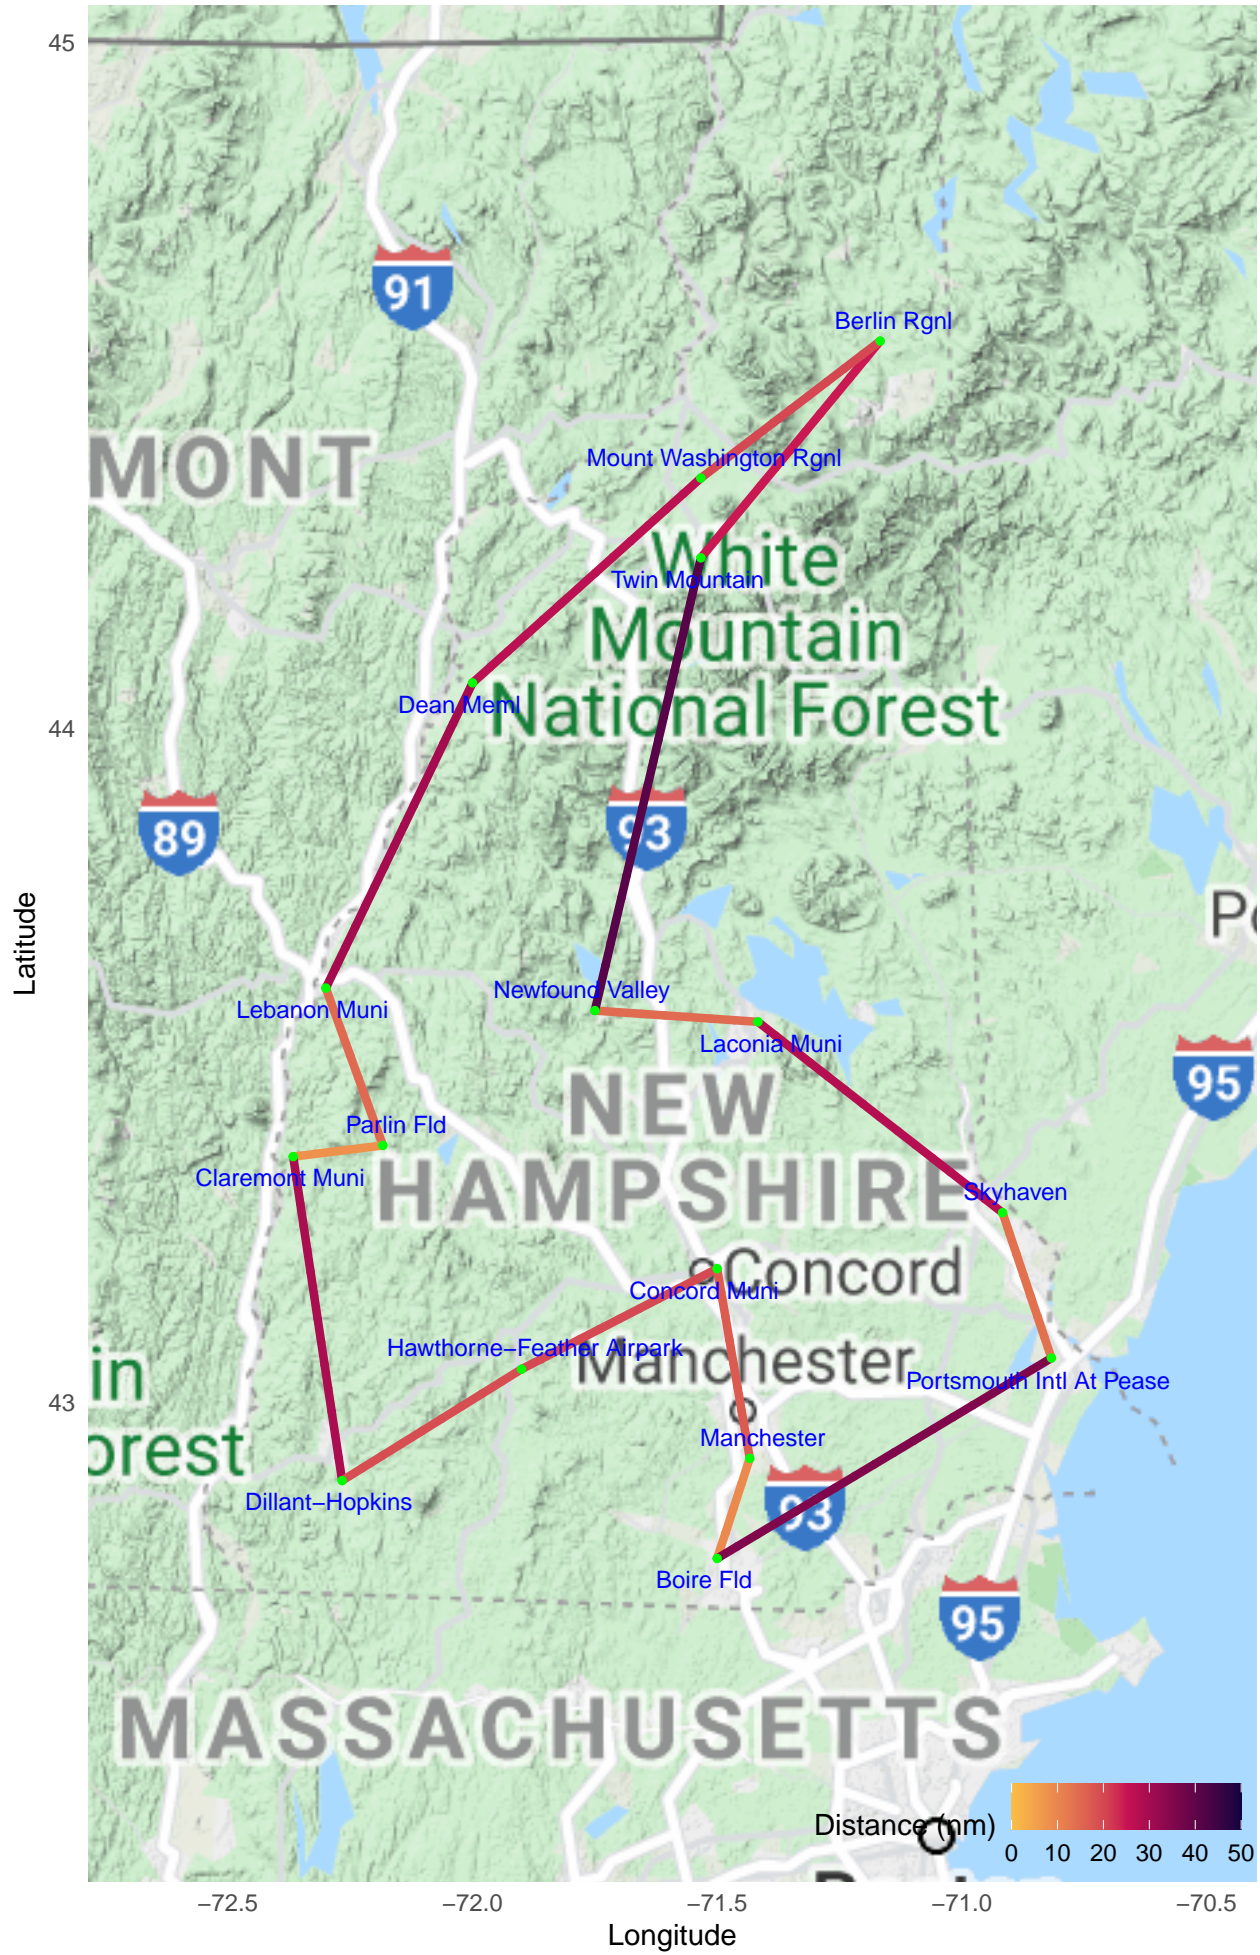 45
91
Berlin Rgnl
MONT
Mount Washington Rgnl
White
Twin Mountain
Mountain
Dean Meml
National Forest
44
89
93
Latitude
Newfound Valley
Lebanon Muni
Laconia Muni
95
NEW
Parlin Fld
Claremont Muni
HAMPSHIRE
Skyhaven
Concord
Concord Muni
Hawthorne−Feather Airpark
Manchester
in
Portsmouth Intl At Pease
43
Manchester
orest
Dillant−Hopkins
93
Boire Fld
95
MASSACHUSETTS
Distance (nm)
0 10 20 30 40 50
−72.5 −72.0 −71.5 −71.0 −70.5
Longitude